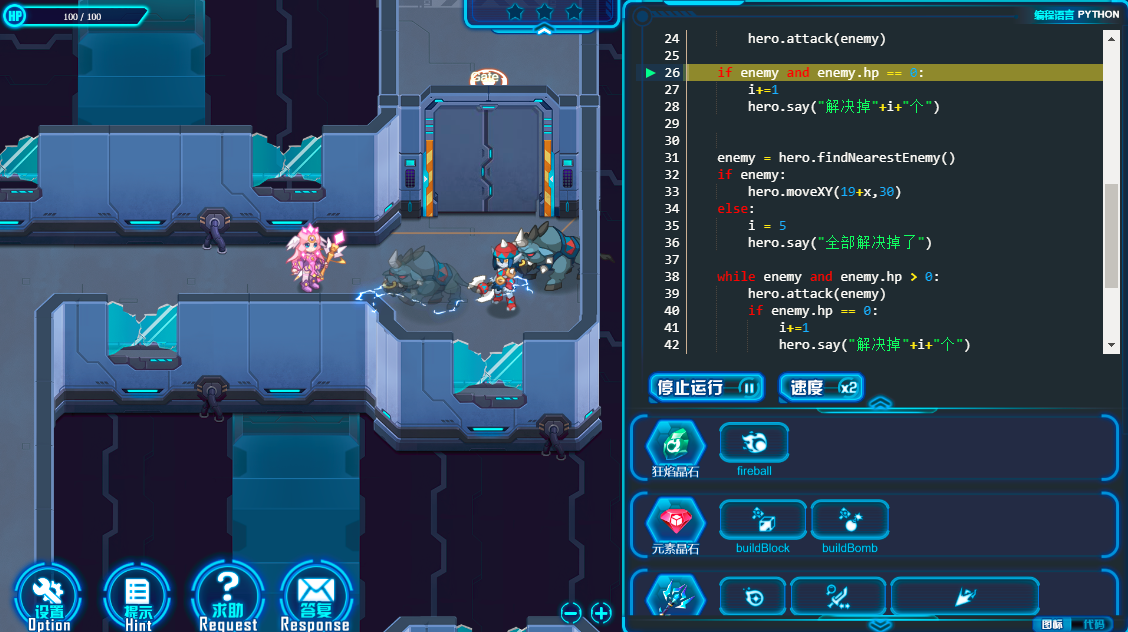 HP
100 / 100
Gate
编程语言 PYTHON
24 hero.attack(enemy)
25
26 if enemy and enemy.hp == 0:
27 i+=1
28 hero.say("解决掉"+i+"个")
29
30
31 enemy = hero.findNearestEnemy()
32 if enemy:
33 hero.moveXY(19+x,30)
34 else:
35 i = 5
36 hero.say("全部解决掉了")
37
38 while enemy and enemy.hp > 0:
39 hero.attack(enemy)
40 if enemy.hp == 0:
41 i+=1
42 hero.say("解决掉"+i+"个")
停止运行
速度 x2
狂焰晶石
fireball
元素晶石
buildBlock
buildBomb
设置
Option
提示
Hint
求助
Request
答复
Response
图标
代码